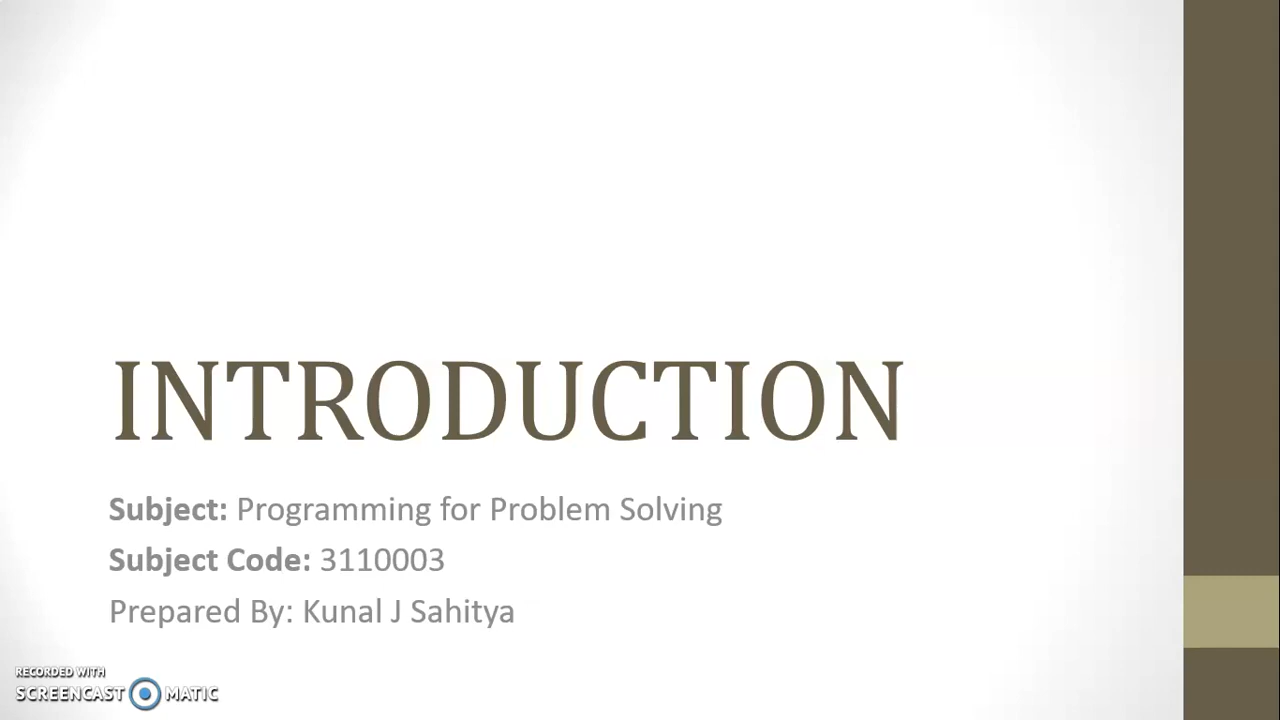 INTRODUCTION
Subject: Programming for Problem Solving
Subject Code: 3110003
Prepared By: Kunal J Sahitya
RECORDED WITH
SCREENCAST MATIC